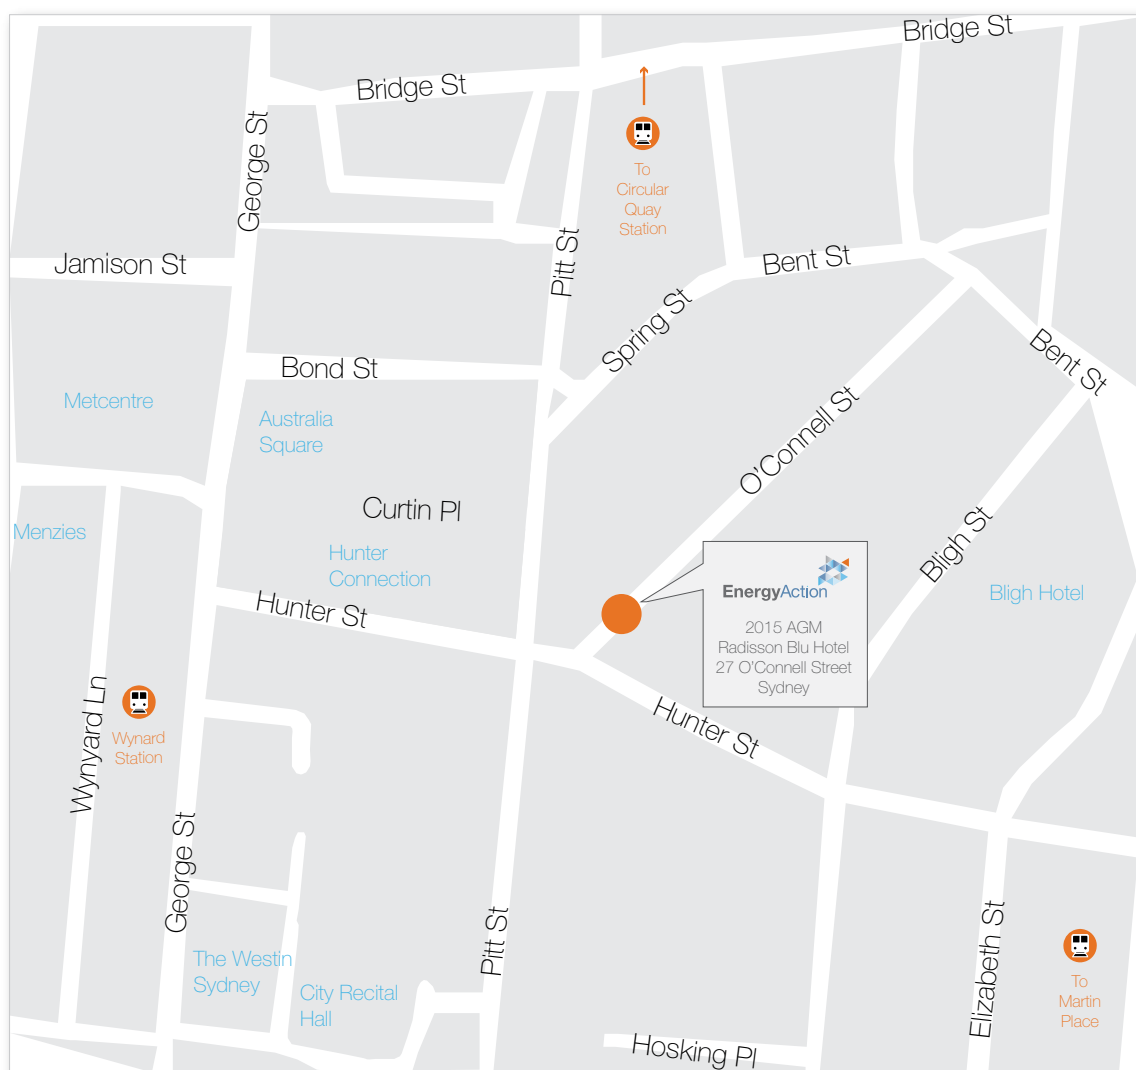 Bridge St
Bridge St
George St
To
Circular
Quay
Station
Pitt St
Jamison St
Bent St
Spring St
Bond St
Bent St
Metcentre
Australia
Square
O'Connell St
Curtin Pl
Menzies
Hunter
Connection
Bligh St
EnergyAction
2015 AGM
Radisson Blu Hotel
27 O'Connell Street
Sydney
Bligh Hotel
Hunter St
Hunter St
Wynard
Station
Wynyard Ln
George St
Pitt St
The Westin
Sydney
City Recital
Hall
Elizabeth St
To
Martin
Place
Hosking Pl